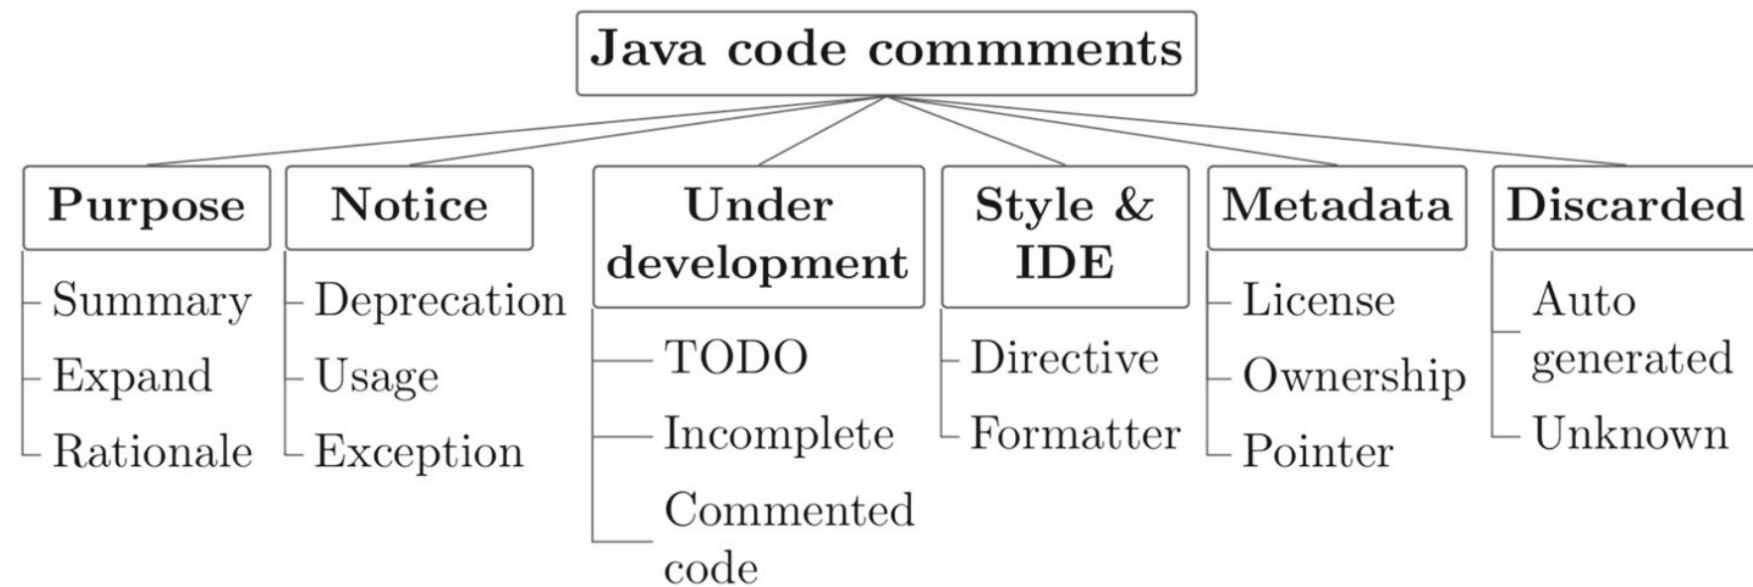 Java code commments
Purpose
Summary
Expand
Rationale
Notice
Deprecation
Usage
Exception
Under
development
TODO
Incomplete
Commented
code
Style &
IDE
Directive
Formatter
Metadata
License
Ownership
Pointer
Discarded
Auto
generated
Unknown